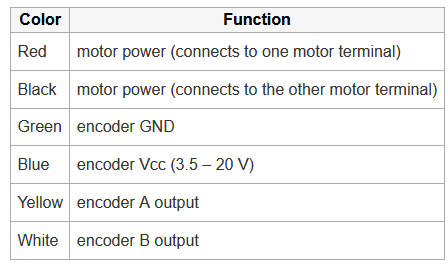 Color Function
Red motor power (connects to one motor terminal)
Black motor power (connects to the other motor terminal)
Green encoder GND
Blue encoder Vcc (3.5 – 20 V)
Yellow encoder A output
White encoder B output